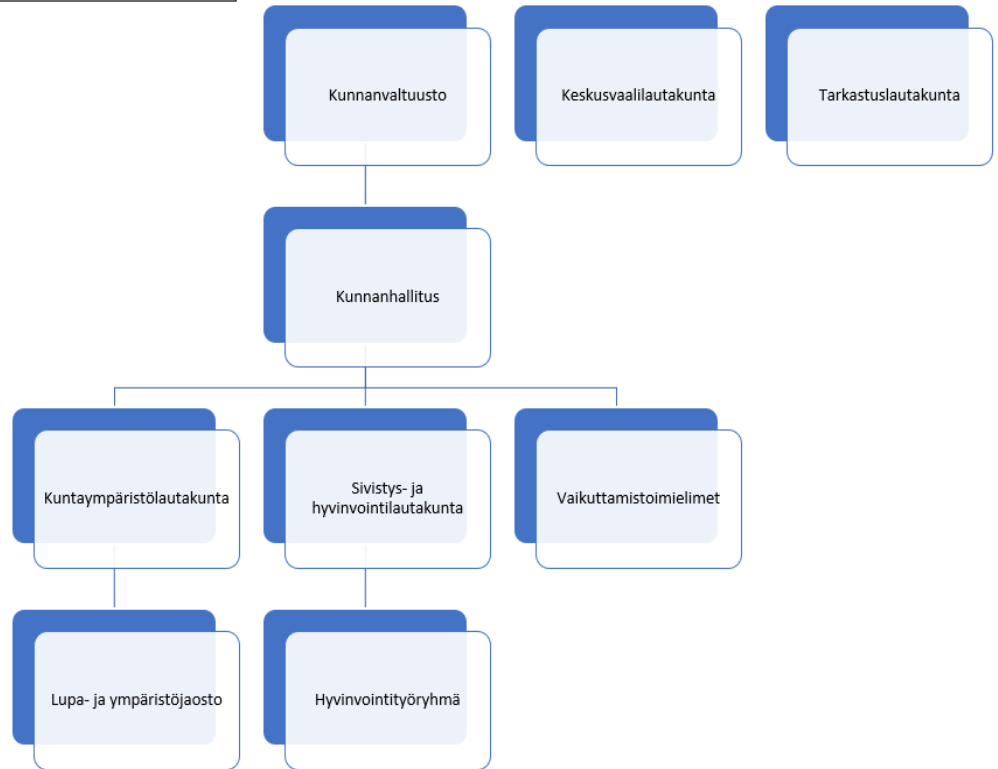 Kunnanvaltuusto
Keskusvaalilautakunta
Tarkastuslautakunta
Kunnanhallitus
Kuntaympäristölautakunta
Sivistys- ja
hyvinvointilautakunta
Vaikuttamistoimielimet
Lupa- ja ympäristöjaosto
Hyvinvointityöryhmä